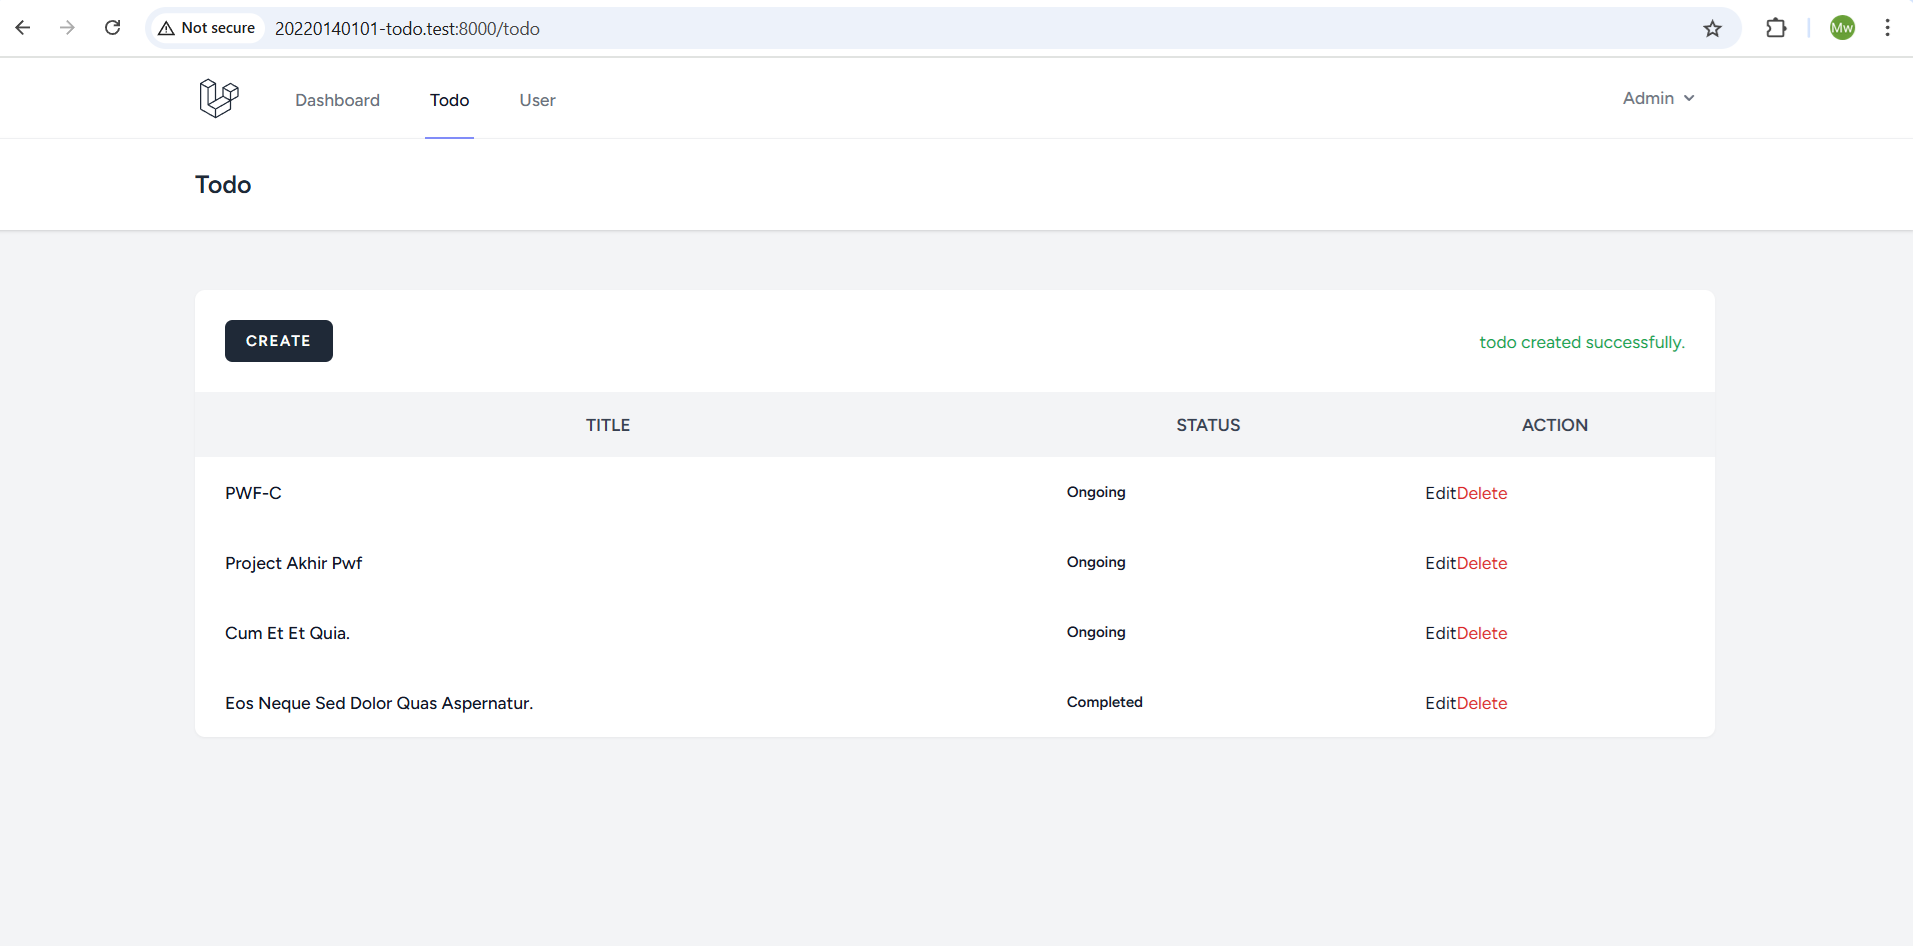 Not secure 20220140101-todo.test:8000/todo Mw
Dashboard Todo User Admin
Todo
CREATE todo created successfully.
TITLE STATUS ACTION
PWF-C Ongoing EditDelete
Project Akhir Pwf Ongoing EditDelete
Cum Et Et Quia. Ongoing EditDelete
Eos Neque Sed Dolor Quas Aspernatur. Completed EditDelete